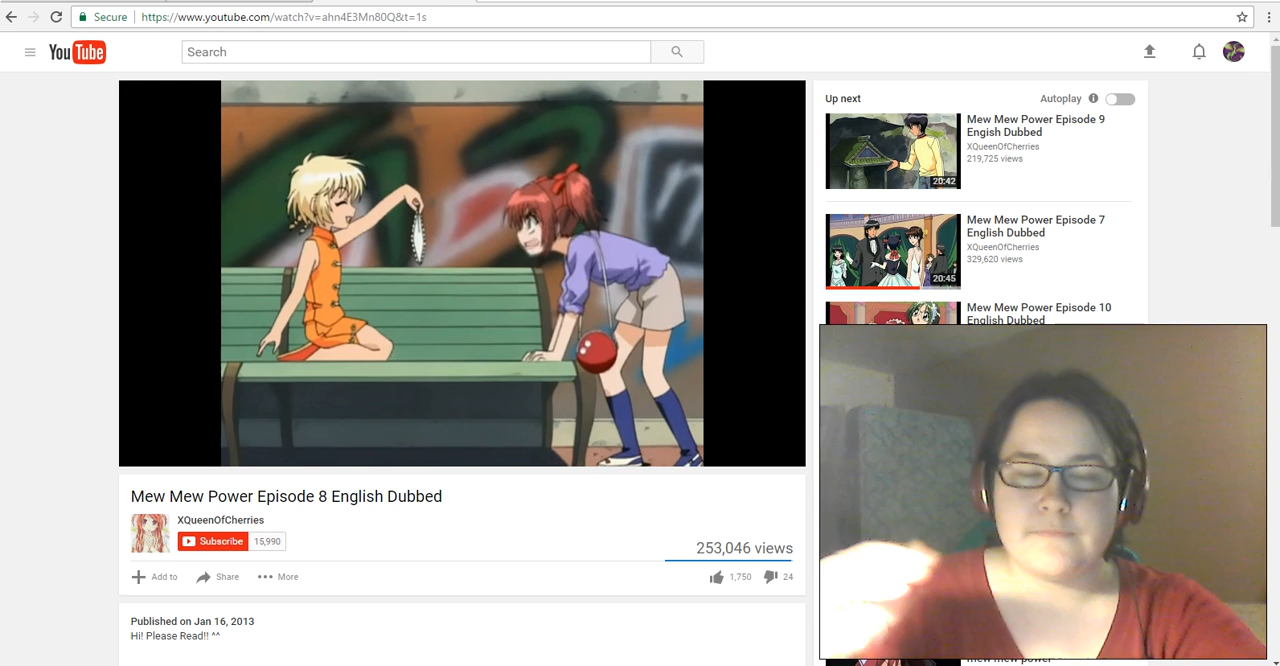 Secure
https://www.youtube.com/watch?v=ahn4E3Mn80Q&t=1s
YouTube
Search
Up next
Autoplay
Mew Mew Power Episode 9
Engish Dubbed
XQueenOfCherries
219,725 views
20:42
Mew Mew Power Episode 7
English Dubbed
XQueenOfCherries
329,620 views
20:45
Mew Mew Power Episode 10
English Dubbed
Mew Mew Power Episode 8 English Dubbed
XQueenOfCherries
Subscribe
15,990
253,046 views
Add to
Share
More
1,750
24
Published on Jan 16, 2013
Hi! Please Read!! ^^
mew mew power